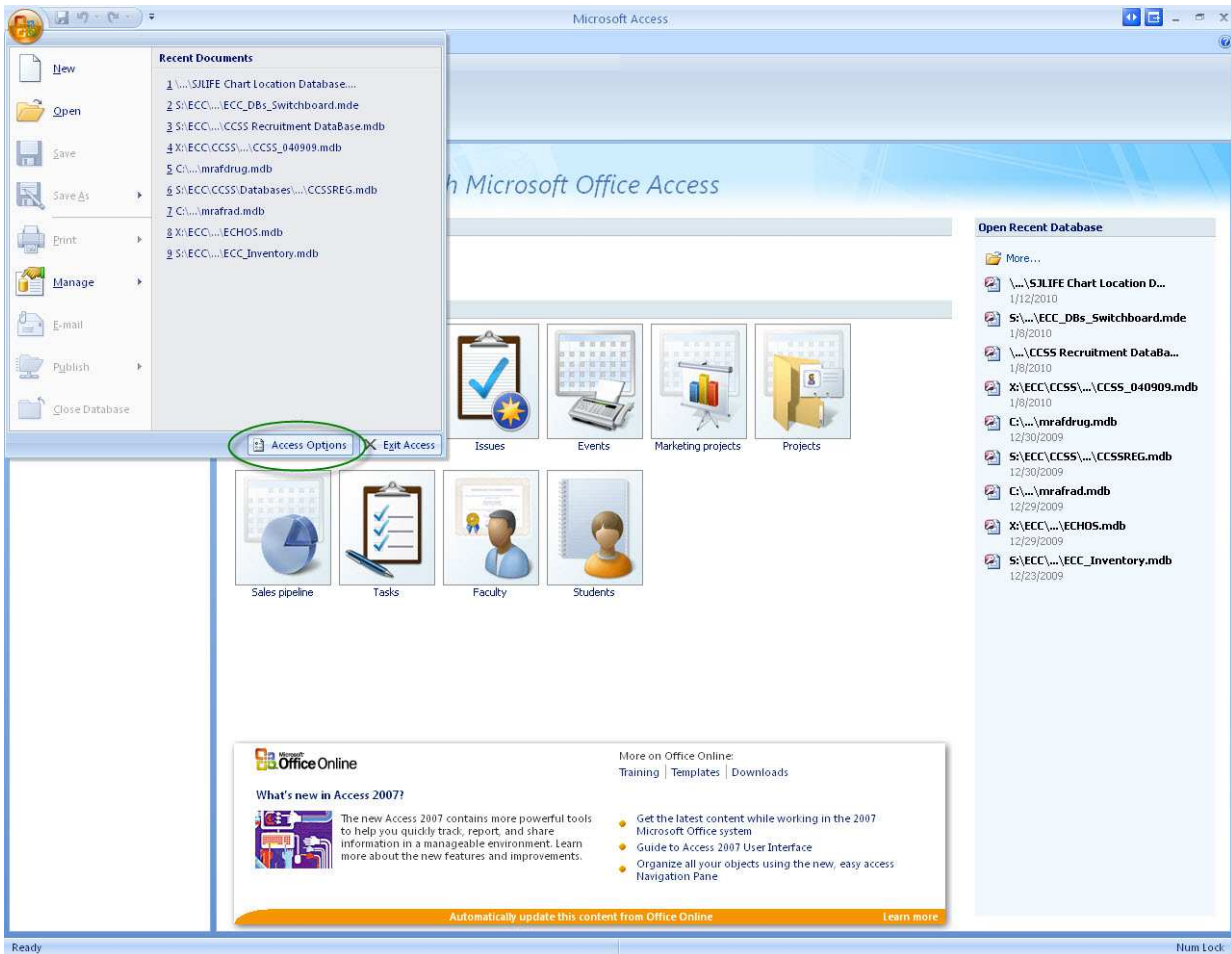 Microsoft Access
New
Open
Save
Save As
Print
Manage
E-mail
Publish
Close Database
Recent Documents
1 \...\SJLIFE Chart Location Database....
2 S:\ECC\...\ECC_DBs_Switchboard.mde
3 S:\ECC\...\CCSS Recruitment DataBase.mdb
4 X:\ECC\CCSS\...\CCSS_040909.mdb
5 C:\...\mrafdrug.mdb
6 S:\ECC\CCSS\Databases\...\CCSSREG.mdb
7 C:\...\mrafrad.mdb
8 X:\ECC\...\ECHOS.mdb
9 S:\ECC\...\ECC_Inventory.mdb
Access Options
Exit Access
h Microsoft Office Access
Issues
Events
Marketing projects
Projects
Sales pipeline
Tasks
Faculty
Students
Open Recent Database
More...
\...\SJLIFE Chart Location D...
1/12/2010
S:\...\ECC_DBs_Switchboard.mde
1/8/2010
\...\CCSS Recruitment DataBa...
1/8/2010
X:\ECC\CCSS\...\CCSS_040909.mdb
1/8/2010
C:\...\mrafdrug.mdb
12/30/2009
S:\ECC\CCSS\...\CCSSREG.mdb
12/30/2009
C:\...\mrafrad.mdb
12/29/2009
X:\ECC\...\ECHOS.mdb
12/29/2009
S:\ECC\...\ECC_Inventory.mdb
12/23/2009
Microsoft
Office Online
What's new in Access 2007?
The new Access 2007 contains more powerful tools
to help you quickly track, report, and share
information in a manageable environment. Learn
more about the new features and improvements.
More on Office Online:
Training | Templates | Downloads
Get the latest content while working in the 2007
Microsoft Office system
Guide to Access 2007 User Interface
Organize all your objects using the new, easy access
Navigation Pane
Automatically update this content from Office Online
Learn more
Ready
Num Lock